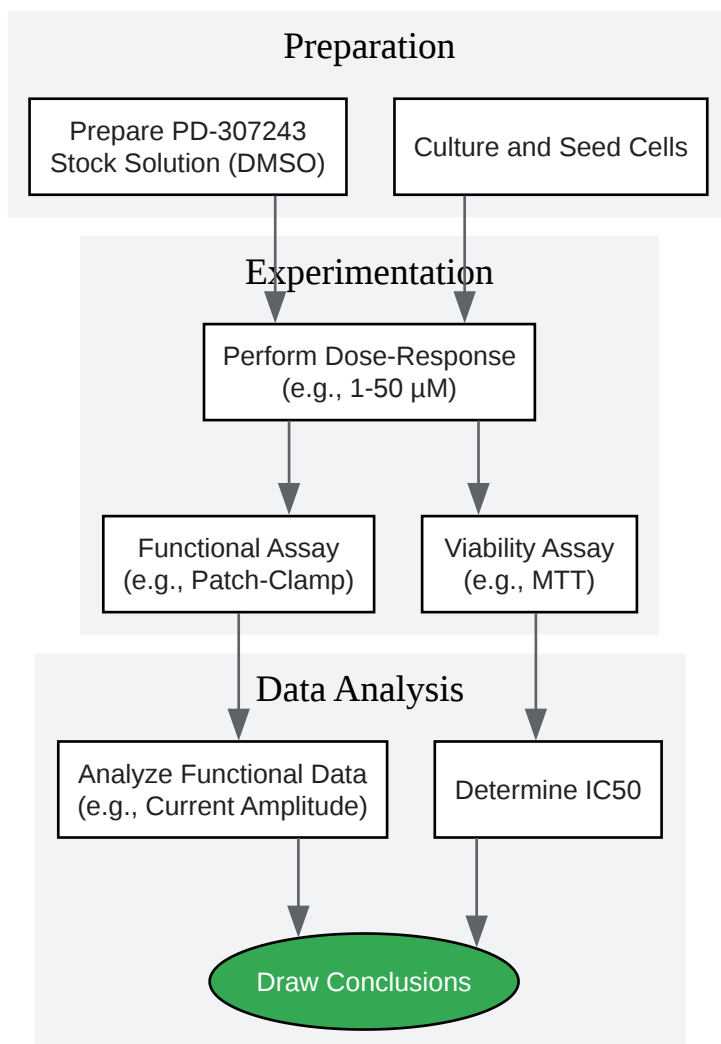 Preparation
Prepare PD-307243
Stock Solution (DMSO)
Culture and Seed Cells
Experimentation
Perform Dose-Response
(e.g., 1-50 µM)
Functional Assay
(e.g., Patch-Clamp)
Viability Assay
(e.g., MTT)
Data Analysis
Analyze Functional Data
(e.g., Current Amplitude)
Determine IC50
Draw Conclusions